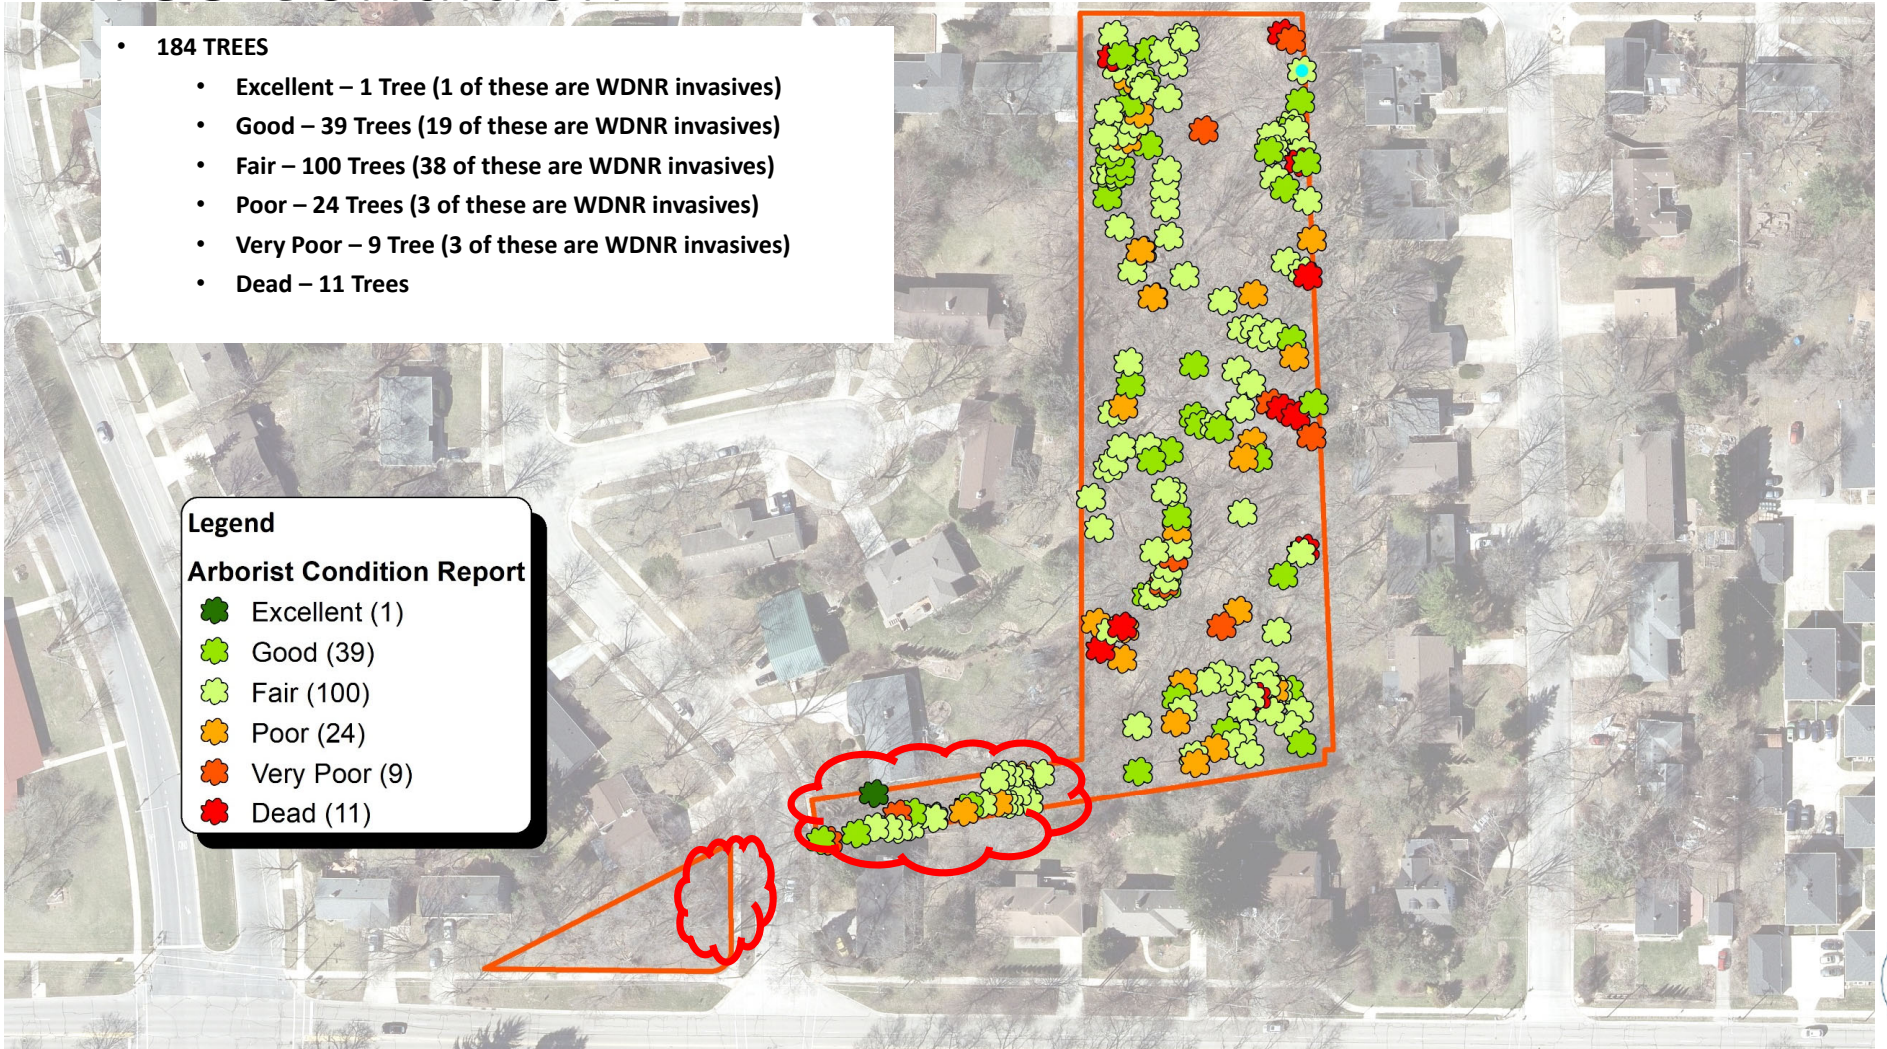 • 184 TREES
• Excellent – 1 Tree (1 of these are WDNR invasives)
• Good – 39 Trees (19 of these are WDNR invasives)
• Fair – 100 Trees (38 of these are WDNR invasives)
• Poor – 24 Trees (3 of these are WDNR invasives)
• Very Poor – 9 Tree (3 of these are WDNR invasives)
• Dead – 11 Trees
Legend
Arborist Condition Report
Excellent (1)
Good (39)
Fair (100)
Poor (24)
Very Poor (9)
Dead (11)